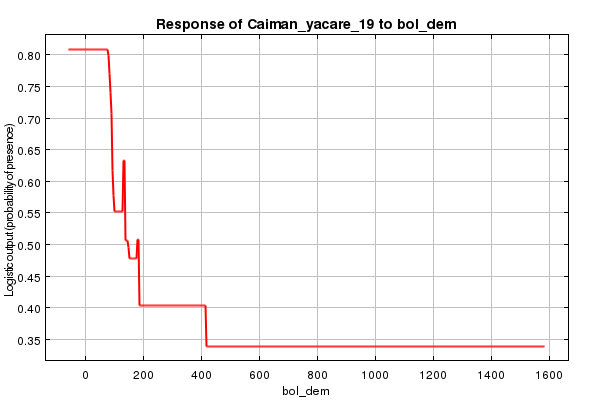 Response of Caiman_yacare_19 to bol_dem
Logistic output (probability of presence)
0.80
0.75
0.70
0.65
0.60
0.55
0.50
0.45
0.40
0.35
0 200 400 600 800 1000 1200 1400 1600
bol_dem